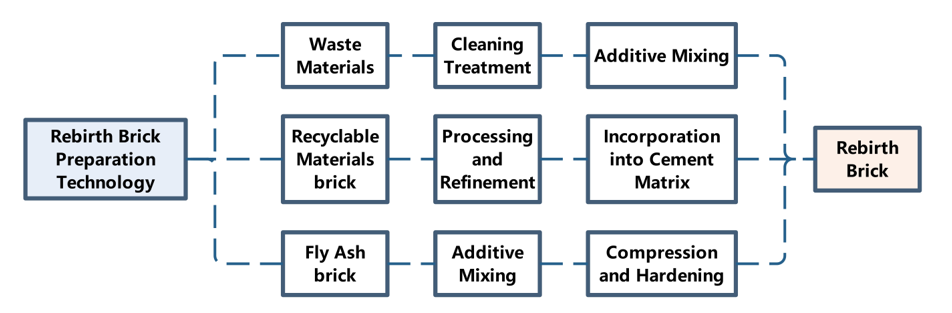 Rebirth Brick
Preparation
Technology
Waste
Materials
Cleaning
Treatment
Additive Mixing
Recyclable
Materials
brick
Processing
and
Refinement
Incorporation
into Cement
Matrix
Fly Ash
brick
Additive
Mixing
Compression
and Hardening
Rebirth
Brick